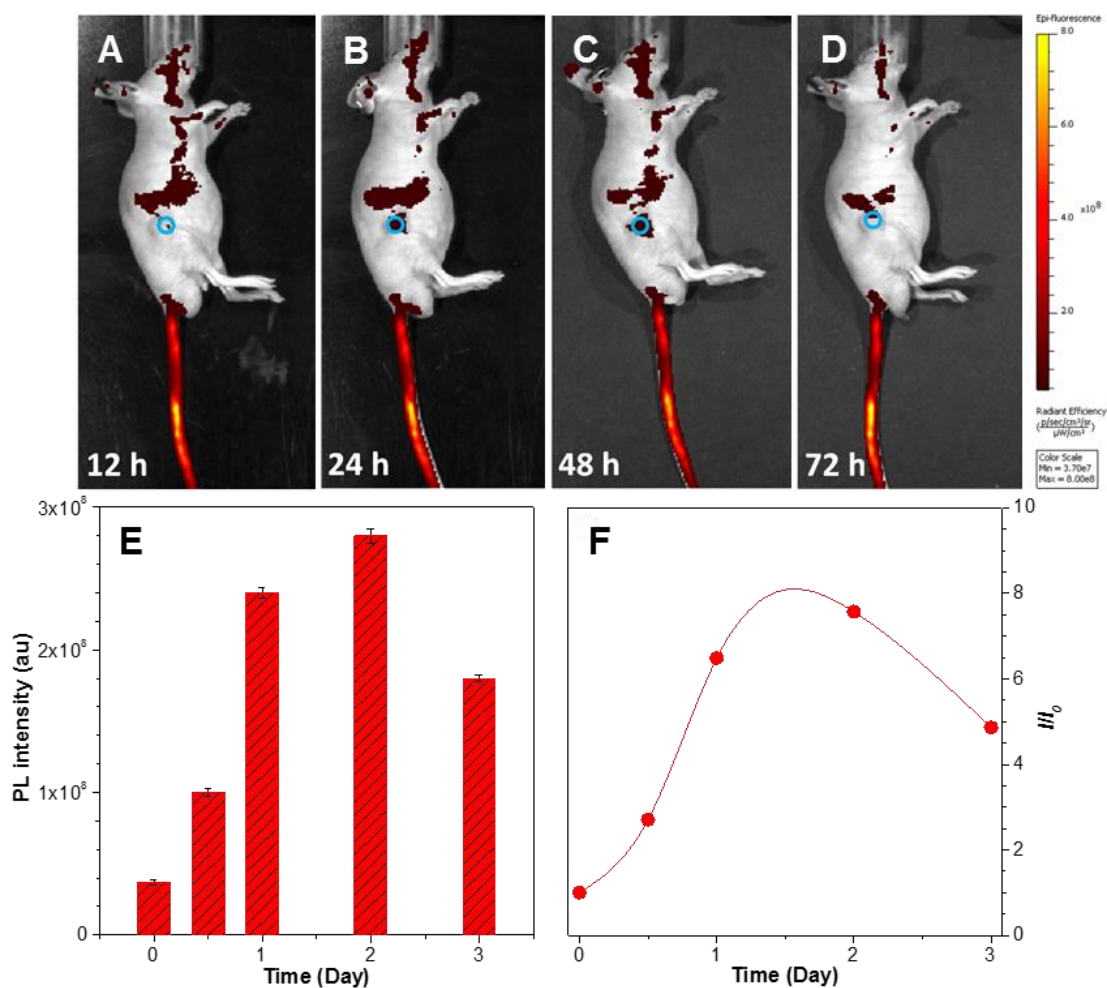 A
B
C
D
12 h
24 h
48 h
72 h
Epi-fluorescence
8.0
6.0
x10⁸
4.0
2.0
Radiant Efficiency
(p/sec/cm²/sr
µW/cm²)
Color Scale
Min = 3.70e7
Max = 8.00e8
E
PL intensity (au)
3x10⁸
2x10⁸
1x10⁸
0
0
1
2
3
Time (Day)
F
10
8
6
4
2
0
I/I₀
0
1
2
3
Time (Day)